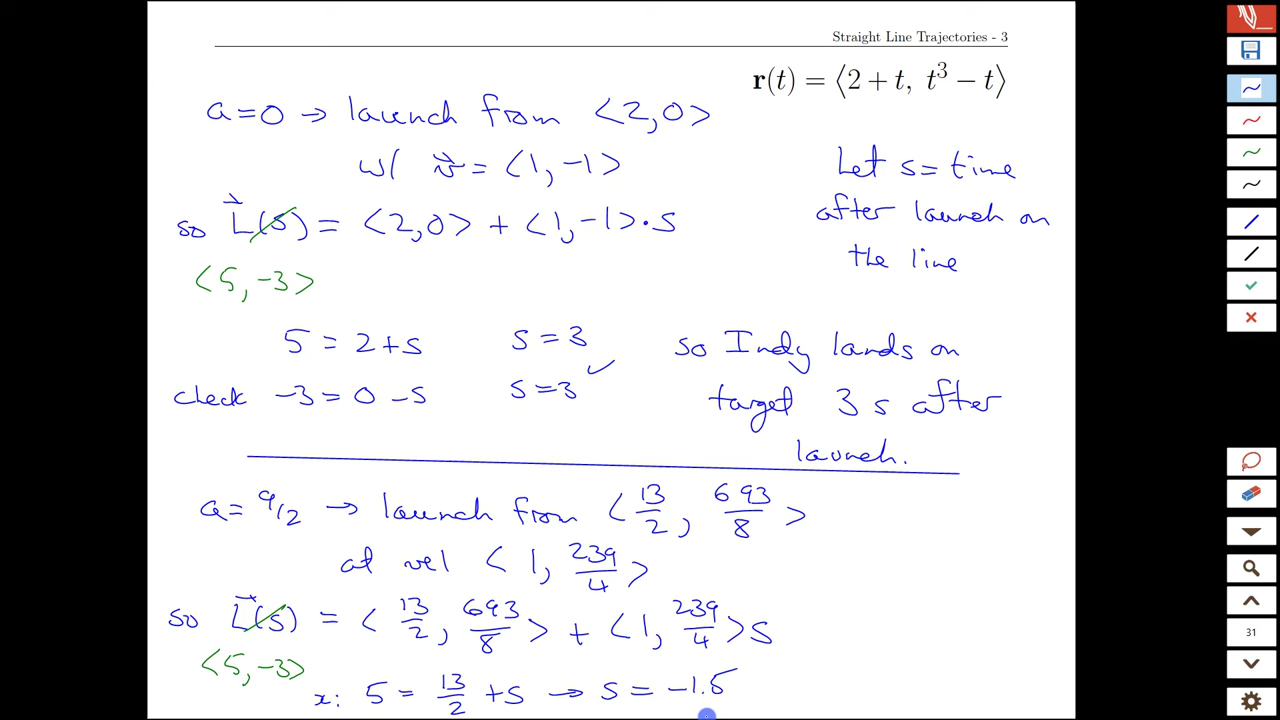 Straight Line Trajectories - 3
r(t) = ⟨2 + t, t³ − t⟩
a=0 → launch from <2,0>
w/ v⃗ = <1, -1>
Let s = time
after launch on
the line
so L⃗(s) = <2,0> + <1,-1>·s
<5, -3>
5 = 2+s s = 3
check -3 = 0 - s s=3 ✓
so Indy lands on
target 3 s after
launch.
a = 9/2 → launch from < 13/2, 693/8 >
at vel < 1, 239/4 >
so L⃗(s) = < 13/2, 693/8 > + <1, 239/4> s
<5, -3>
x: 5 = 13/2 + s → s = -1.5
31